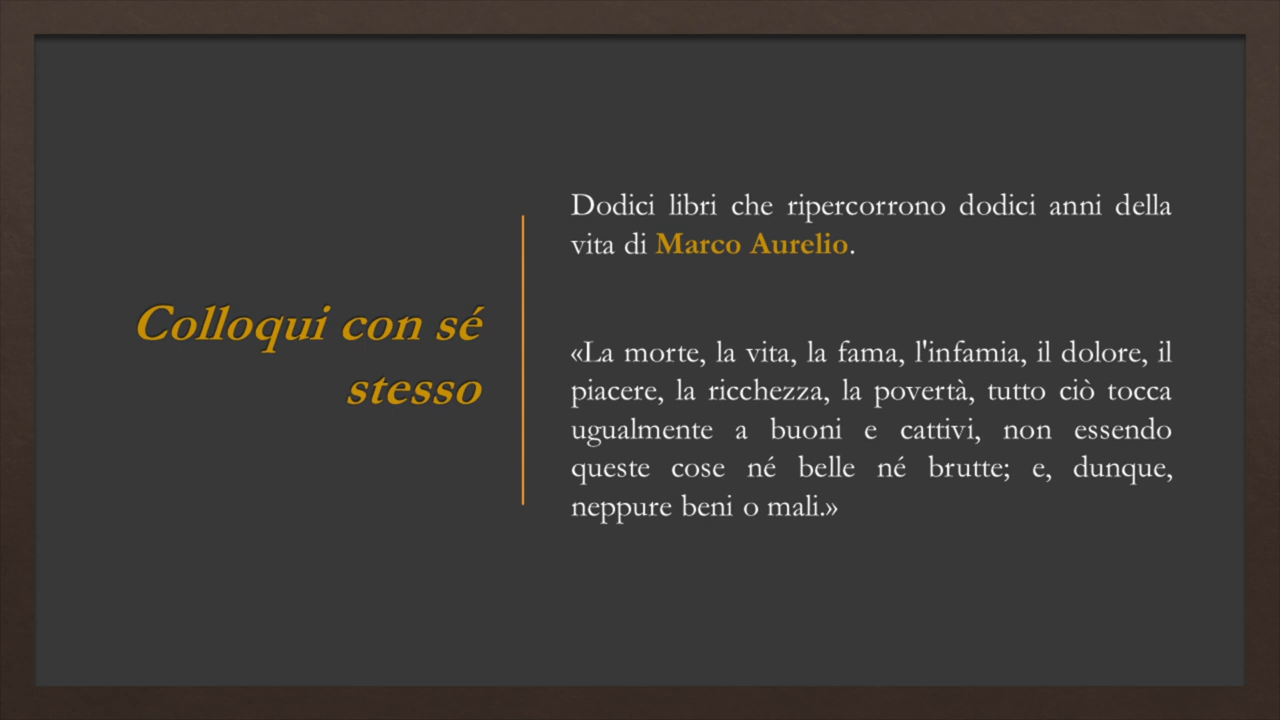 Colloqui con sé
stesso
Dodici libri che ripercorrono dodici anni della
vita di Marco Aurelio.
«La morte, la vita, la fama, l'infamia, il dolore, il
piacere, la ricchezza, la povertà, tutto ciò tocca
ugualmente a buoni e cattivi, non essendo
queste cose né belle né brutte; e, dunque,
neppure beni o mali.»